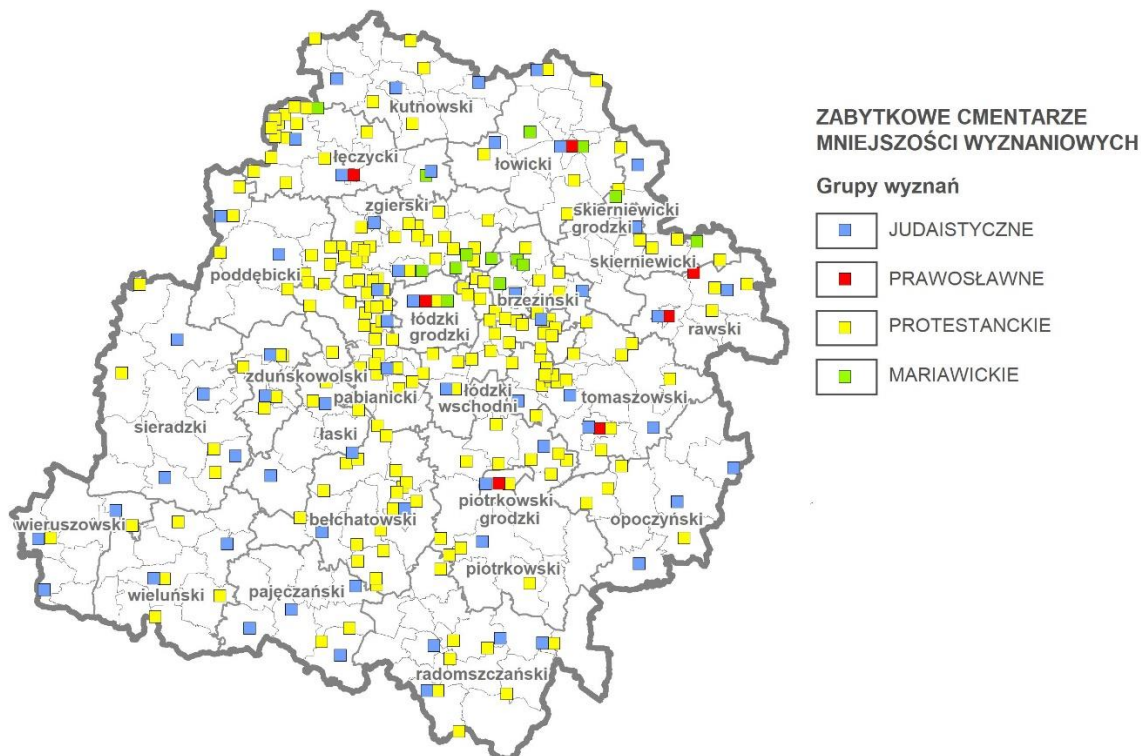 ZABYTKOWE CMENTARZE
MNIEJSZOŚCI WYZNANIOWYCH
Grupy wyznań
JUDAISTYCZNE
PRAWOSŁAWNE
PROTESTANCKIE
MARIAWICKIE
kutnowski
łęczycki
łowicki
zgierski
skierniewicki
grodzki
skierniewicki
poddębicki
brzeziński
łódzki
grodzki
rawski
zduńskowolski
pabianicki
łódzki
wschodni
tomaszowski
sieradzki
łaski
piotrkowski
grodzki
wieruszowski
bełchatowski
opoczyński
piotrkowski
wieluński
pajęczański
radomszczański